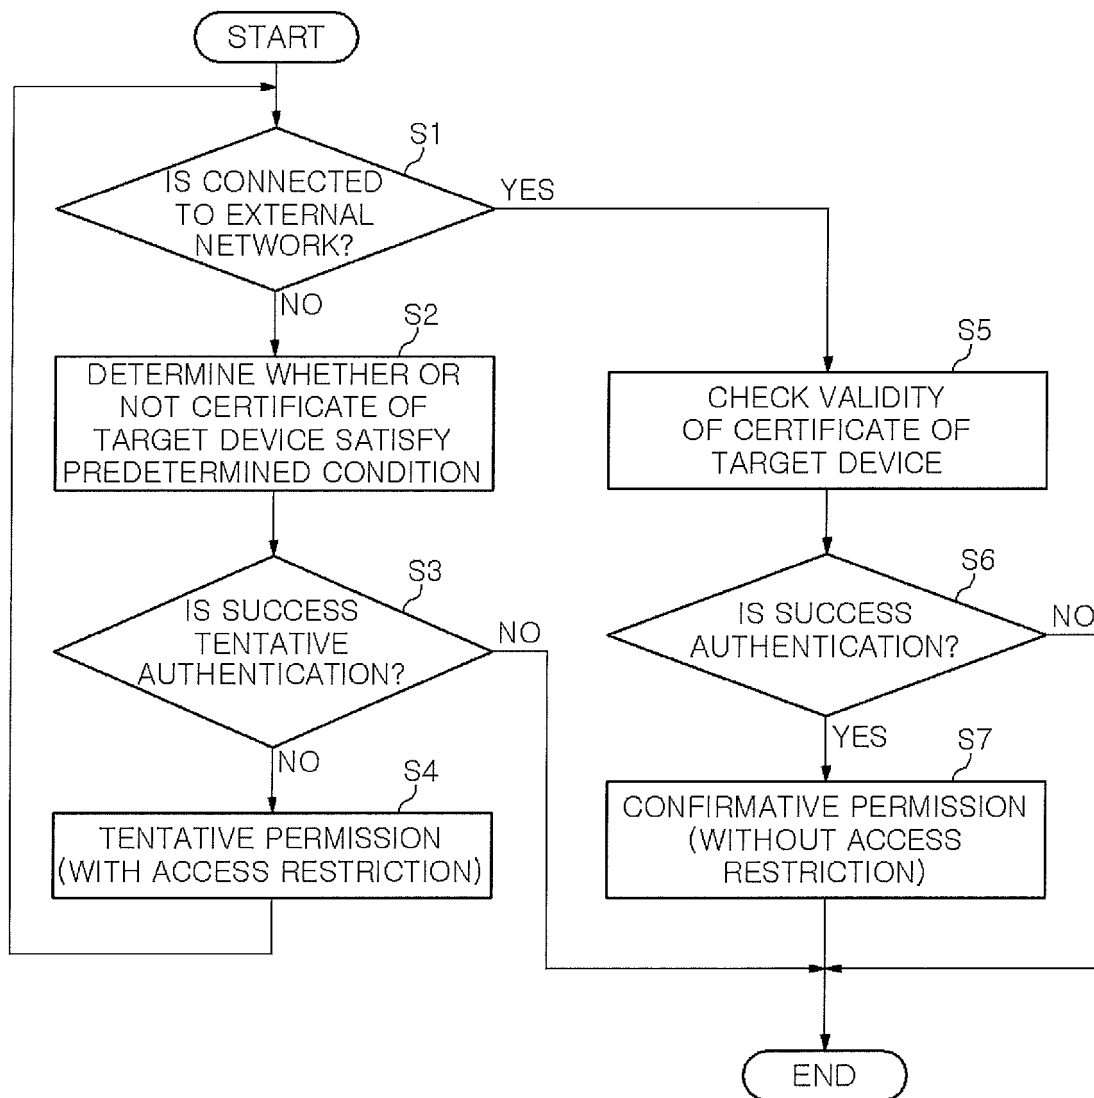 START
S1
IS CONNECTED
TO EXTERNAL
NETWORK?
YES
NO
S2
DETERMINE WHETHER OR
NOT CERTIFICATE OF
TARGET DEVICE SATISFY
PREDETERMINED CONDITION
S3
IS SUCCESS
TENTATIVE
AUTHENTICATION?
NO
NO
S4
TENTATIVE PERMISSION
(WITH ACCESS RESTRICTION)
S5
CHECK VALIDITY
OF CERTIFICATE OF
TARGET DEVICE
S6
IS SUCCESS
AUTHENTICATION?
NO
YES
S7
CONFIRMATIVE PERMISSION
(WITHOUT ACCESS
RESTRICTION)
END